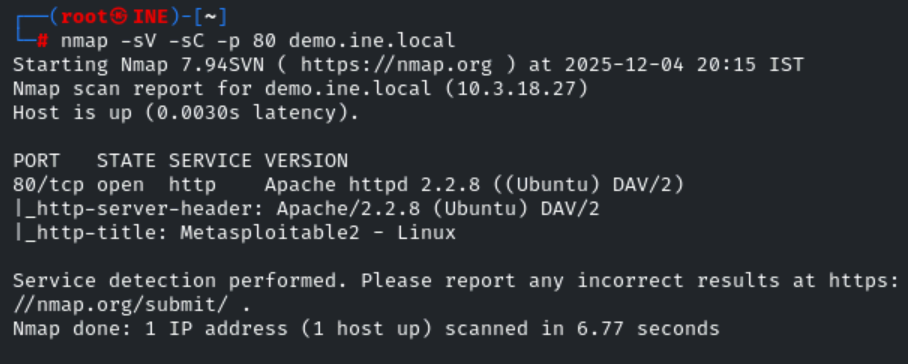 ┌──(root㉿INE)-[~]
└─# nmap -sV -sC -p 80 demo.ine.local
Starting Nmap 7.94SVN ( https://nmap.org ) at 2025-12-04 20:15 IST
Nmap scan report for demo.ine.local (10.3.18.27)
Host is up (0.0030s latency).

PORT   STATE SERVICE VERSION
80/tcp open  http    Apache httpd 2.2.8 ((Ubuntu) DAV/2)
|_http-server-header: Apache/2.2.8 (Ubuntu) DAV/2
|_http-title: Metasploitable2 - Linux

Service detection performed. Please report any incorrect results at https:
//nmap.org/submit/ .
Nmap done: 1 IP address (1 host up) scanned in 6.77 seconds